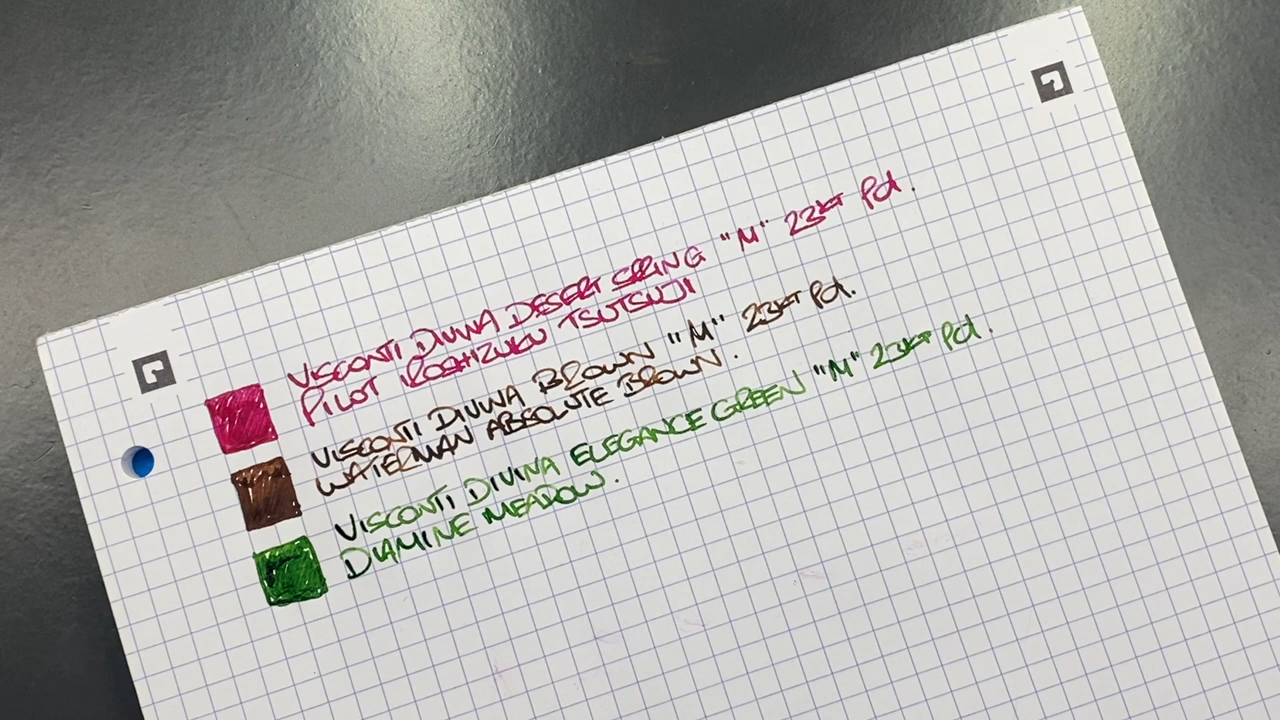 VISCONTI DIVINA DESERT SPRING "M" 23KT Pd.
PILOT IROSHIZUKU TSUTSUJI
VISCONTI DIVINA BROWN "M" 23KT Pd.
WATERMAN ABSOLUTE BROWN.
VISCONTI DIVINA ELEGANCE GREEN "M" 23KT Pd.
DIAMINE MEADOW.